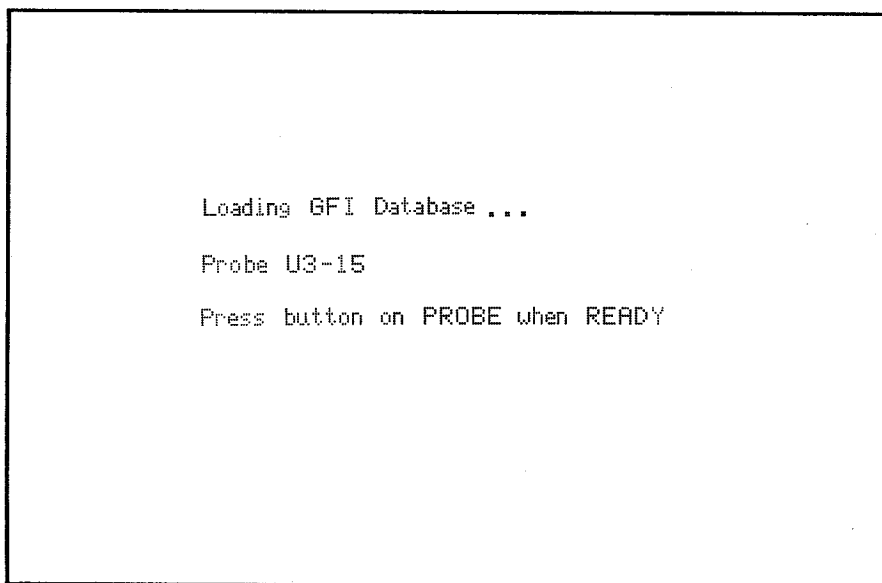 Loading GFI Database ...
Probe U3-15
Press button on PROBE when READY